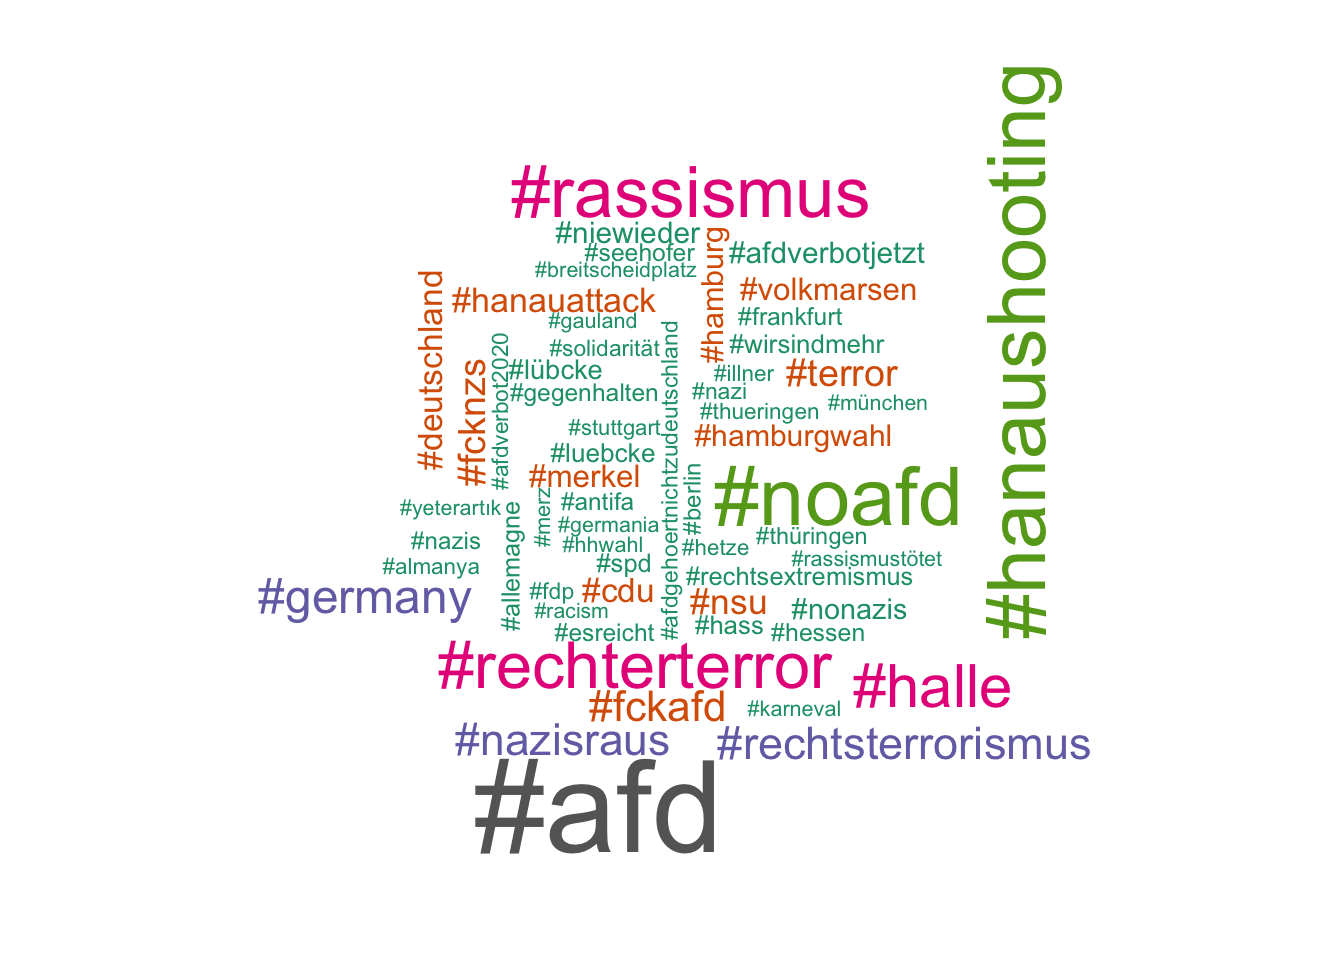 #hanaushooting
#rassismus
#niewieder
#hamburg
#seehofer
#afdverbotjetzt
#breitscheidplatz
#deutschland
#hanauattack
#volkmarsen
#gauland
#frankfurt
#afdgehoertnichtzudeutschland
#afdverbot2020
#solidarität
#wirsindmehr
#fcknzs
#lübcke
#illner
#terror
#gegenhalten
#nazi
#thueringen
#münchen
#stuttgart
#hamburgwahl
#luebcke
#merkel
#berlin
#noafd
#yeterartık
#merz
#antifa
#allemagne
#germania
#thüringen
#nazis
#hhwahl
#hetze
#rassismustötet
#almanya
#spd
#rechtsextremismus
#germany
#fdp
#cdu
#nsu
#nonazis
#racism
#esreicht
#hass
#hessen
#rechterterror
#halle
#fckafd
#karneval
#nazisraus
#rechtsterrorismus
#afd